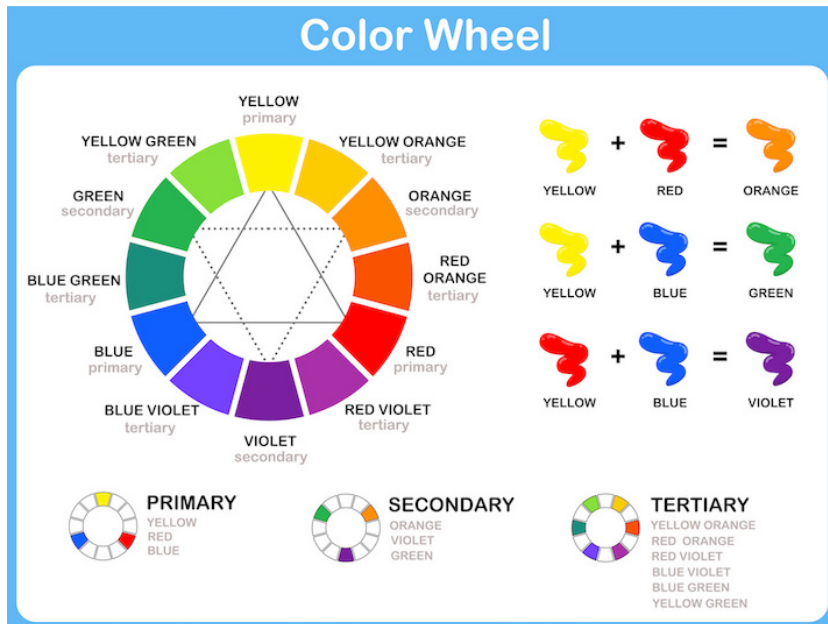 Color Wheel
YELLOW
primary
YELLOW GREEN
tertiary
YELLOW ORANGE
tertiary
GREEN
secondary
ORANGE
secondary
BLUE GREEN
tertiary
RED
ORANGE
tertiary
BLUE
primary
RED
primary
BLUE VIOLET
tertiary
RED VIOLET
tertiary
VIOLET
secondary
+ =
YELLOW RED ORANGE
+ =
YELLOW BLUE GREEN
+ =
YELLOW BLUE VIOLET
PRIMARY
YELLOW
RED
BLUE
SECONDARY
ORANGE
VIOLET
GREEN
TERTIARY
YELLOW ORANGE
RED ORANGE
RED VIOLET
BLUE VIOLET
BLUE GREEN
YELLOW GREEN